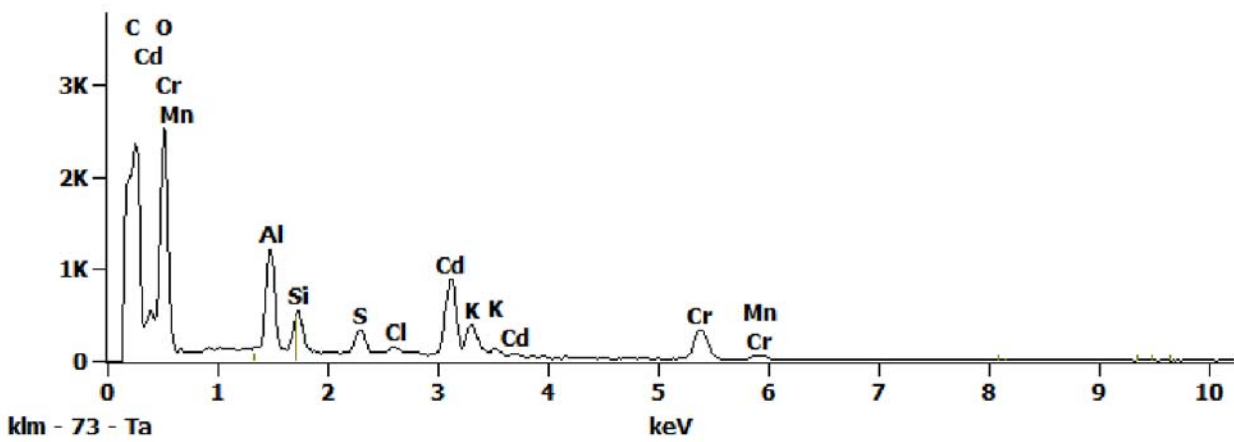 C O
Cd
Cr
3K
Mn
2K
Al
1K
Cd
Si
K K
S
Cl
Cd
Cr
Mn
Cr
0
0 1 2 3 4 5 6 7 8 9 10
klm - 73 - Ta
keV